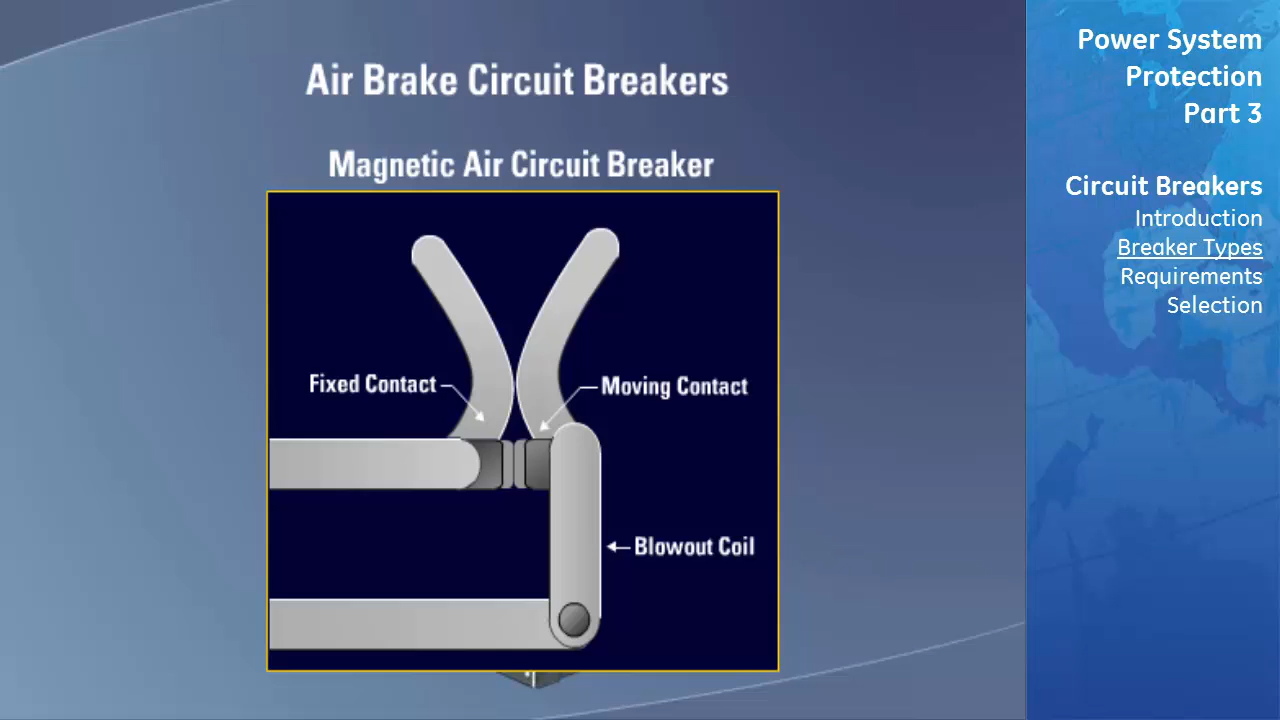 Air Brake Circuit Breakers
Magnetic Air Circuit Breaker
Fixed Contact
Moving Contact
Blowout Coil
Power System
Protection
Part 3
Circuit Breakers
Introduction
Breaker Types
Requirements
Selection